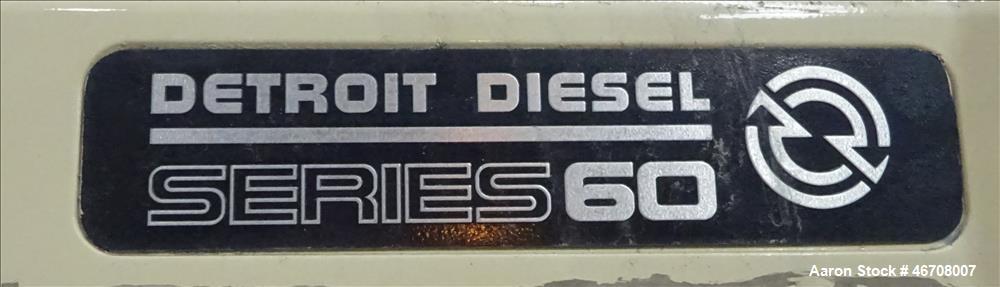 DETROIT DIESEL
SERIES 60
Aaron Stock # 46708007